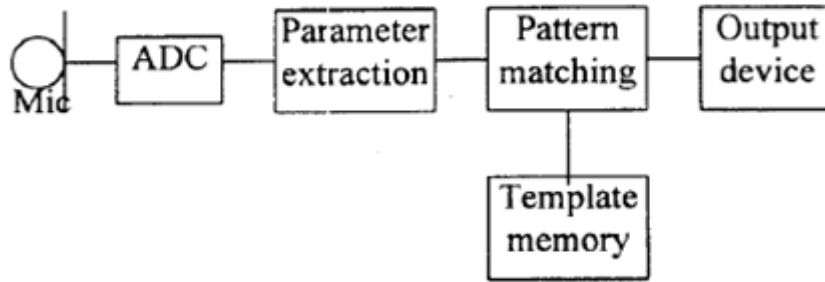 Mic
ADC
Parameter
extraction
Pattern
matching
Output
device
Template
memory